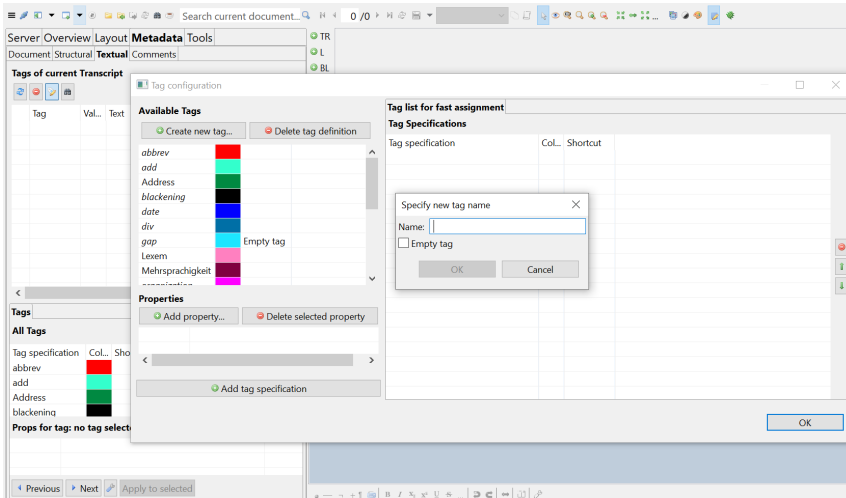 Search current document...
0 /0
Server Overview Layout Metadata Tools
TR
Document Structural Textual Comments
L
Tags of current Transcript
BL
Tag configuration
Tag Val... Text
Available Tags
Create new tag... Delete tag definition
abbrev
add
Address
blackening
date
div
gap Empty tag
Lexem
Mehrsprachigkeit
Properties
Add property... Delete selected property
Add tag specification
Tag list for fast assignment
Tag Specifications
Tag specification Col... Shortcut
Specify new tag name
Name:
Empty tag
OK Cancel
OK
Tags
All Tags
Tag specification Col... Sho
abbrev
add
Address
blackening
Props for tag: no tag select
Previous Next Apply to selected